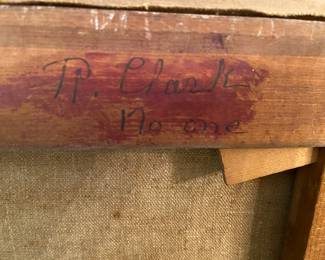 R. Clark
No one